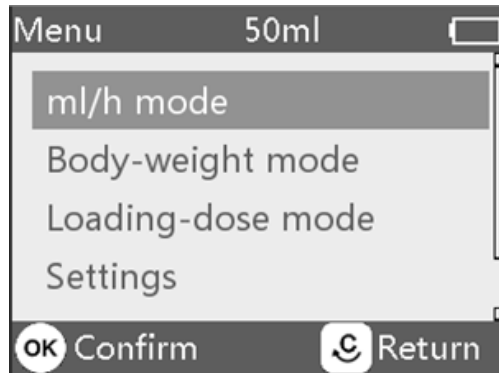 Menu 50ml
ml/h mode
Body-weight mode
Loading-dose mode
Settings
OK Confirm C Return